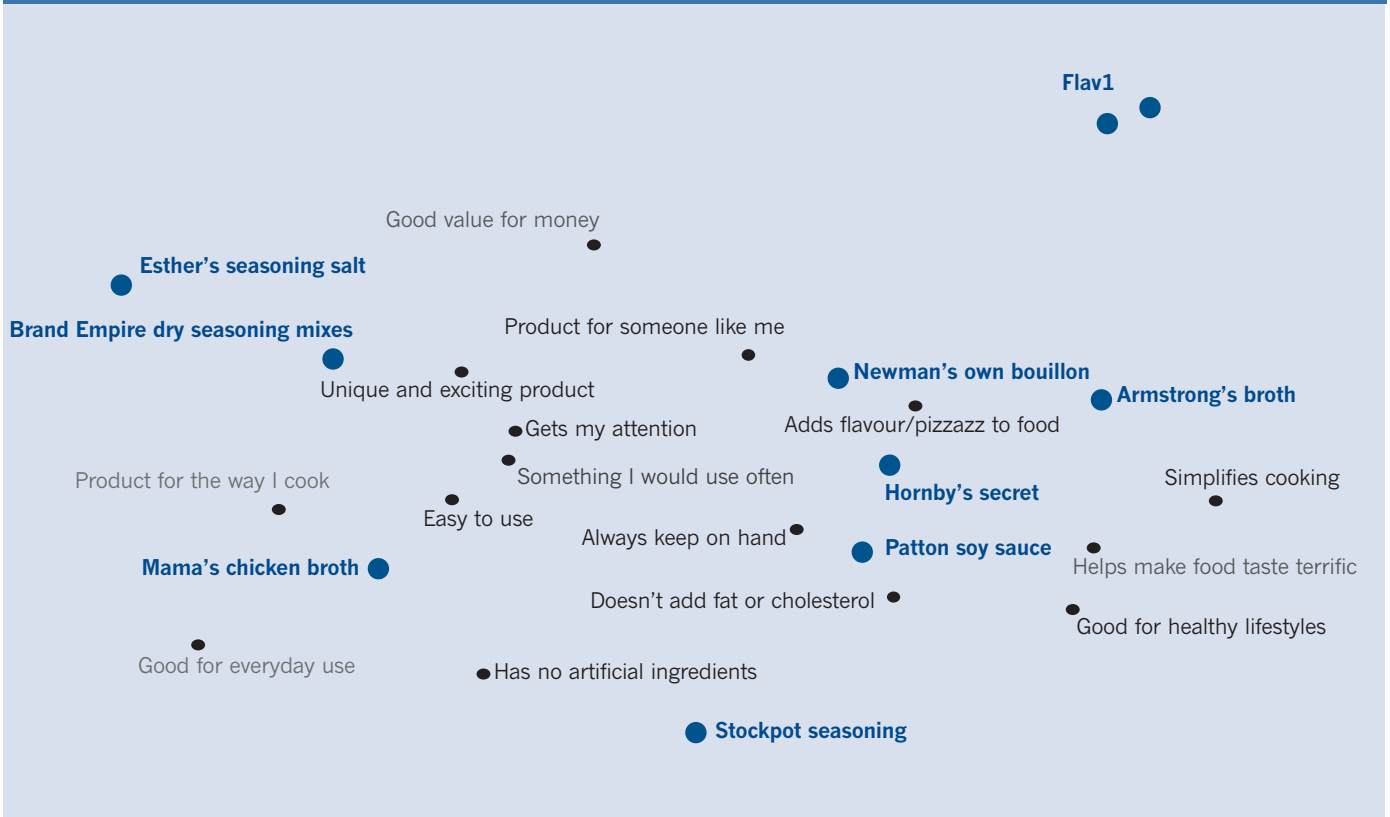 Flav1
Good value for money
Esther’s seasoning salt
Brand Empire dry seasoning mixes
Product for someone like me
Newman’s own bouillon
Unique and exciting product
Armstrong’s broth
Adds flavour/pizzazz to food
Gets my attention
Product for the way I cook
Something I would use often
Simplifies cooking
Hornby’s secret
Easy to use
Always keep on hand
Patton soy sauce
Mama’s chicken broth
Helps make food taste terrific
Doesn’t add fat or cholesterol
Good for healthy lifestyles
Good for everyday use
Has no artificial ingredients
Stockpot seasoning